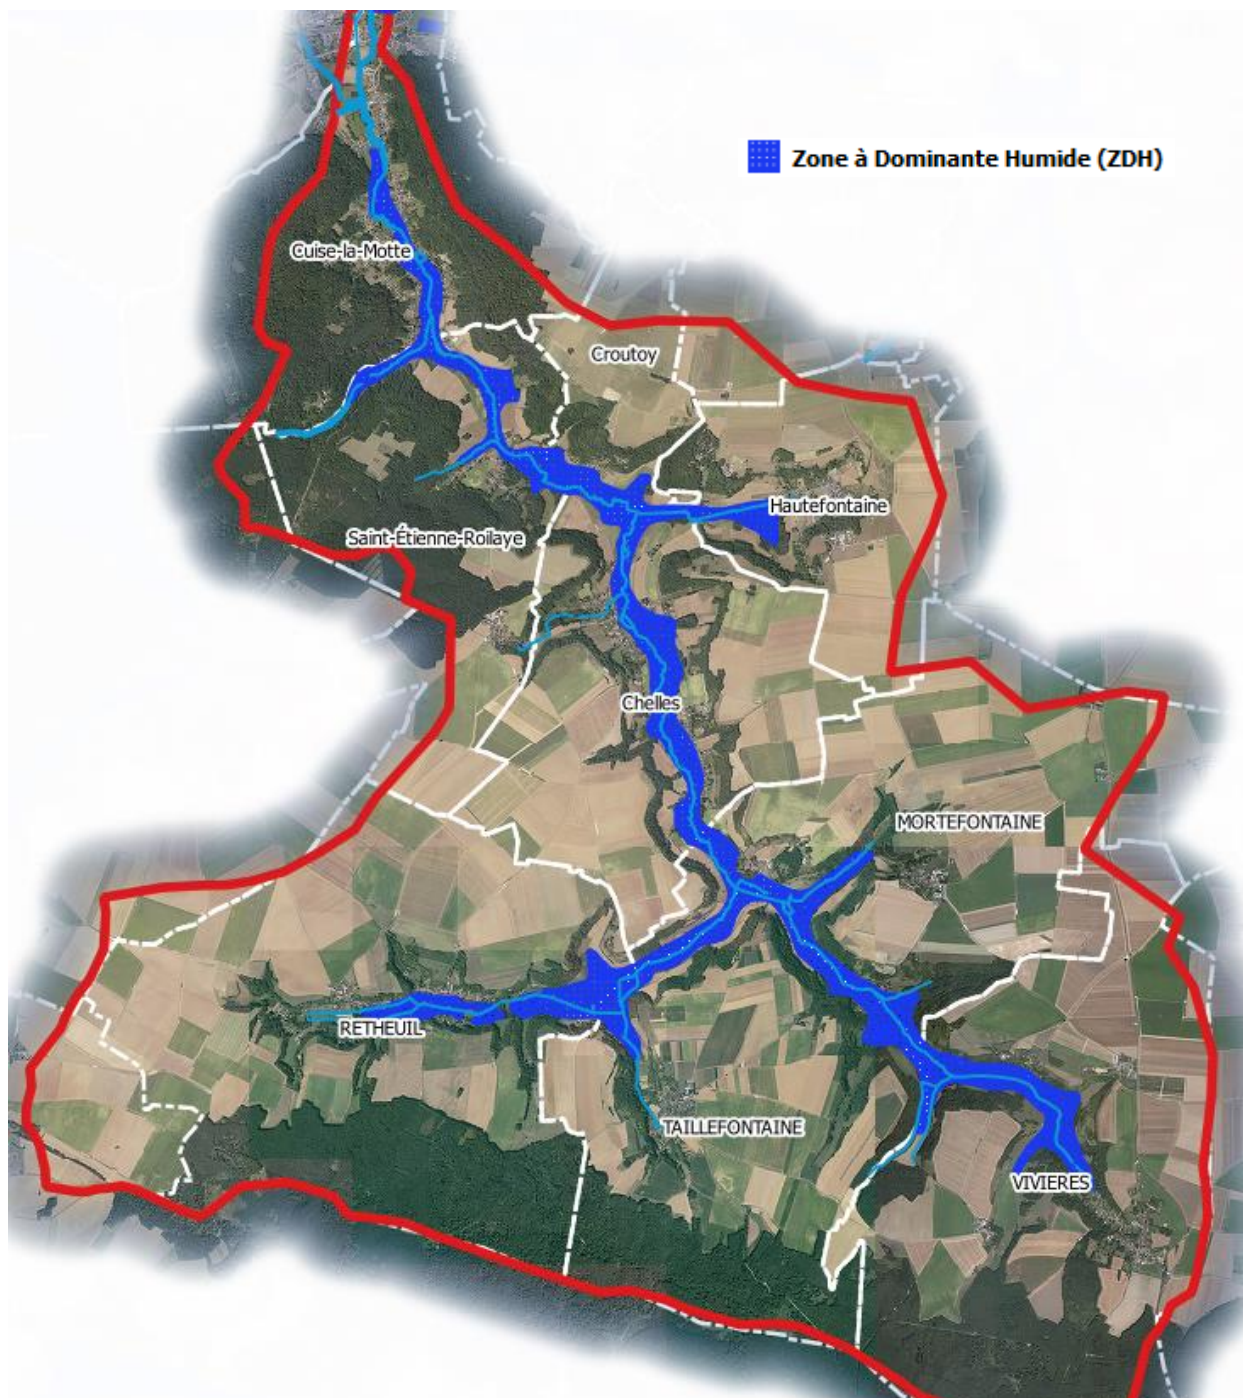 Zone à Dominante Humide (ZDH)
Cuise-la-Motte
Croutoy
Hautefontaine
Saint-Étienne-Roilaye
Chelles
MORTEFONTAINE
RETHEUIL
TAILLEFONTAINE
VIVIERES